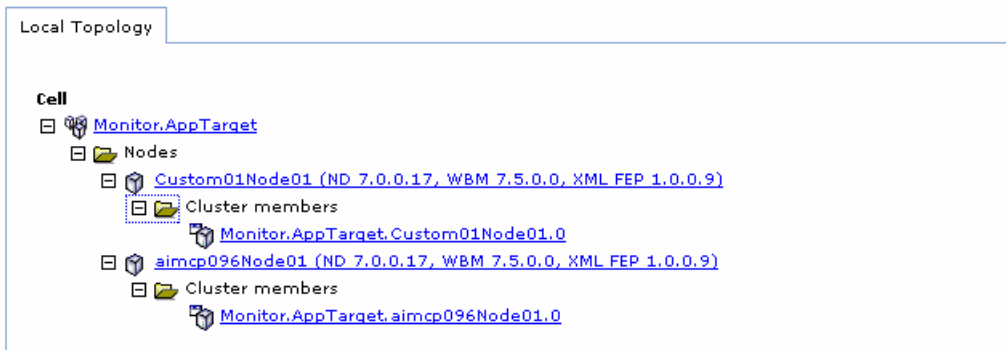 Local Topology
Cell
Monitor.AppTarget
Nodes
Custom01Node01 (ND 7.0.0.17, WBM 7.5.0.0, XML FEP 1.0.0.9)
Cluster members
Monitor.AppTarget.Custom01Node01.0
aimcp096Node01 (ND 7.0.0.17, WBM 7.5.0.0, XML FEP 1.0.0.9)
Cluster members
Monitor.AppTarget.aimcp096Node01.0